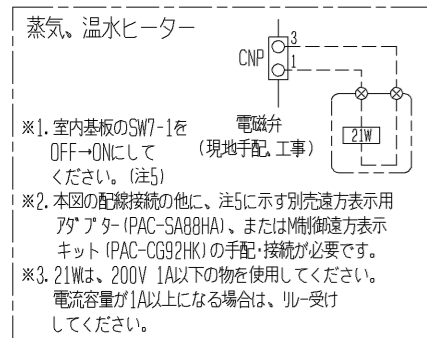 蒸気、温水ヒーター
CNP
3
1
21W
電磁弁
(現地手配、工事)
※1. 室内基板のSW7-1を
OFF→ONにして
ください。(注5)
※2. 本図の配線接続の他に、注5に示す別売遠方表示用
アダプター(PAC-SA88HA)、またはM制御遠方表示
キット(PAC-CG92HK)の手配・接続が必要です。
※3. 21Wは、200V 1A以下の物を使用してください。
電流容量が1A以上になる場合は、リレー受け
してください。